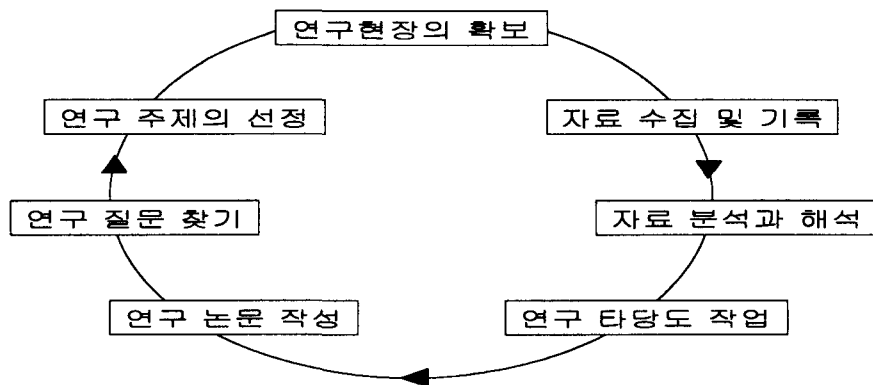 연구현장의 확보
연구 주제의 선정
자료 수집 및 기록
연구 질문 찾기
자료 분석과 해석
연구 논문 작성
연구 타당도 작업